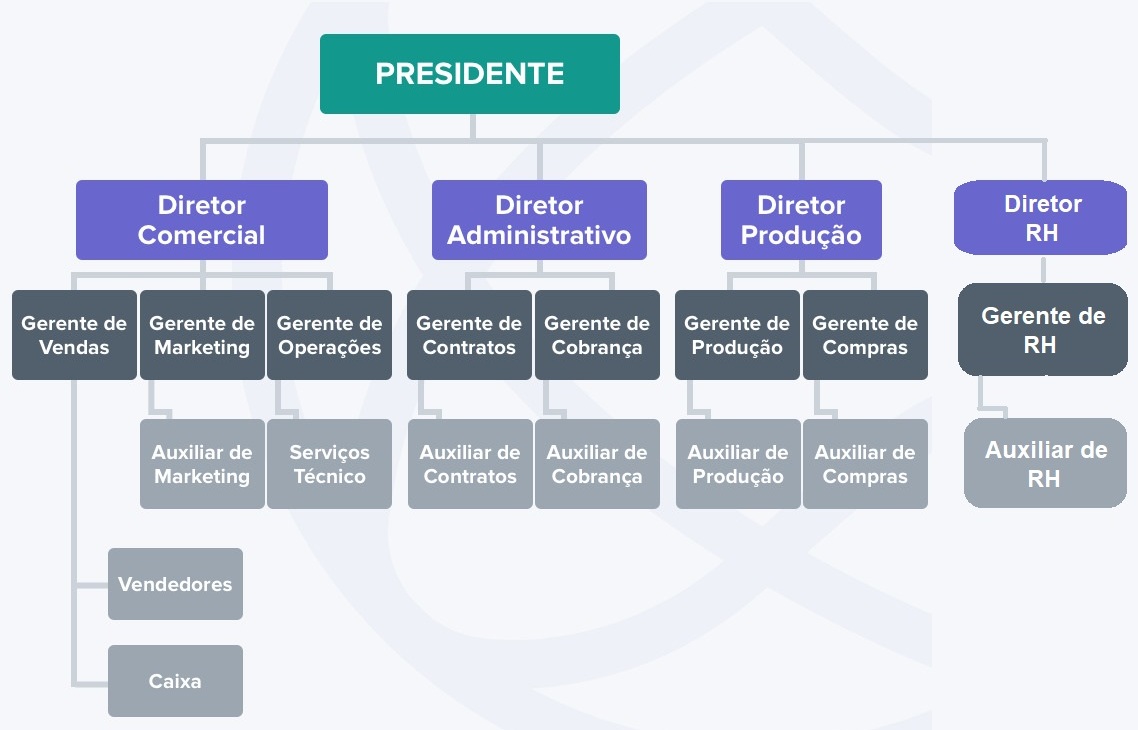 PRESIDENTE
Diretor
Comercial
Diretor
Administrativo
Diretor
Produção
Diretor
RH
Gerente de
Vendas
Gerente de
Marketing
Gerente de
Operações
Gerente de
Contratos
Gerente de
Cobrança
Gerente de
Produção
Gerente de
Compras
Gerente de
RH
Auxiliar de
Marketing
Serviços
Técnico
Auxiliar de
Contratos
Auxiliar de
Cobrança
Auxiliar de
Produção
Auxiliar de
Compras
Auxiliar de
RH
Vendedores
Caixa